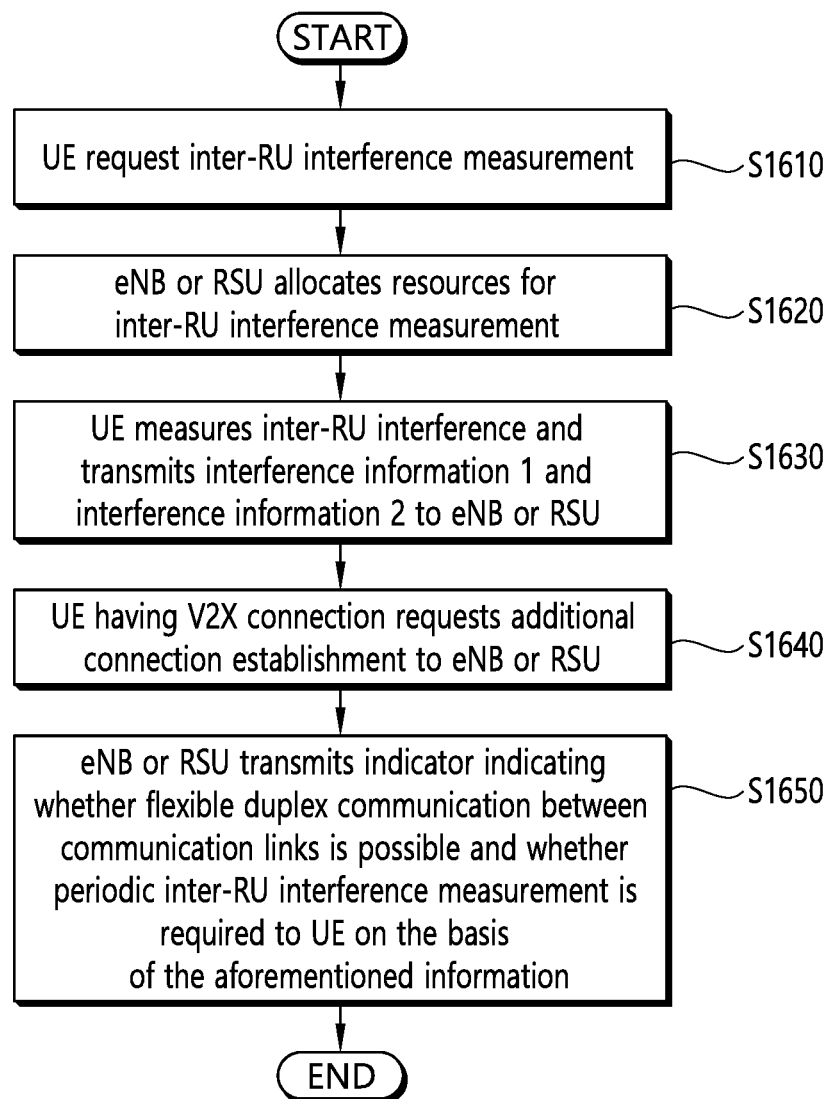 START
UE request inter-RU interference measurement
S1610
eNB or RSU allocates resources for
inter-RU interference measurement
S1620
UE measures inter-RU interference and
transmits interference information 1 and
interference information 2 to eNB or RSU
S1630
UE having V2X connection requests additional
connection establishment to eNB or RSU
S1640
eNB or RSU transmits indicator indicating
whether flexible duplex communication between
communication links is possible and whether
periodic inter-RU interference measurement is
required to UE on the basis
of the aforementioned information
S1650
END